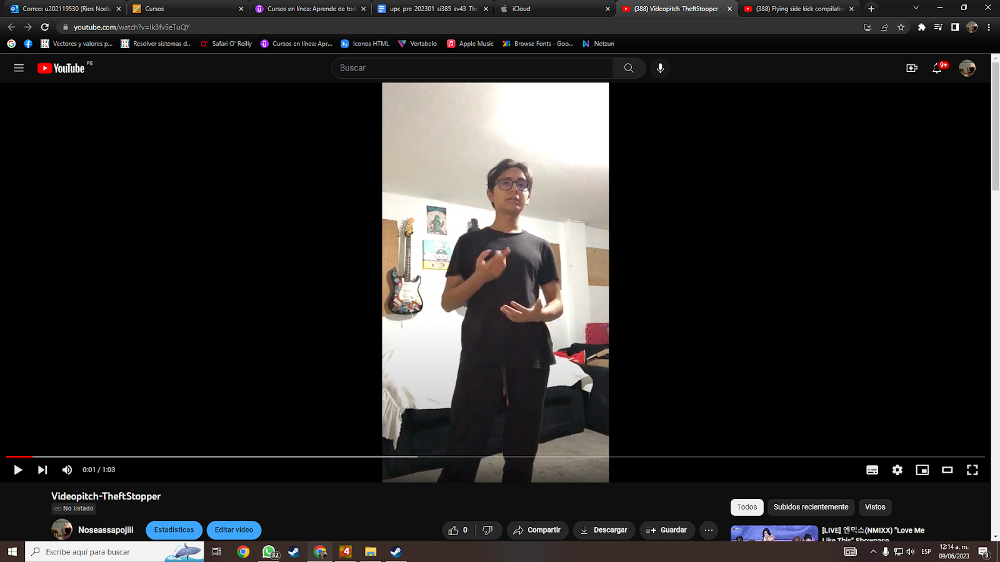 Correo: u202119530 (Rios Noda,
Cursos
Cursos en línea: Aprende de tod
upc-pre-202301-si385-sv43-The
iCloud
(388) Videopitch-TheftStopper -
(388) Flying side kick compilatio
youtube.com/watch?v=lk3fv5eTuQY
Vectores y valores p...
Resolver sistemas d...
Safari O' Reilly
Cursos en línea: Apr...
Iconos HTML
Vertabelo
Apple Music
Browse Fonts - Goo...
Netzun
YouTube PE
Buscar
9+
0:01 / 1:03
Videopitch-TheftStopper
No listado
Todos
Subidos recientemente
Vistos
Noseassapojiii
Estadísticas
Editar video
0
Compartir
Descargar
Guardar
[LIVE] 엔믹스(NMIXX) "Love Me
Like This" Showcase
Escribe aquí para buscar
32
4
ESP
12:14 a. m.
09/06/2023
3